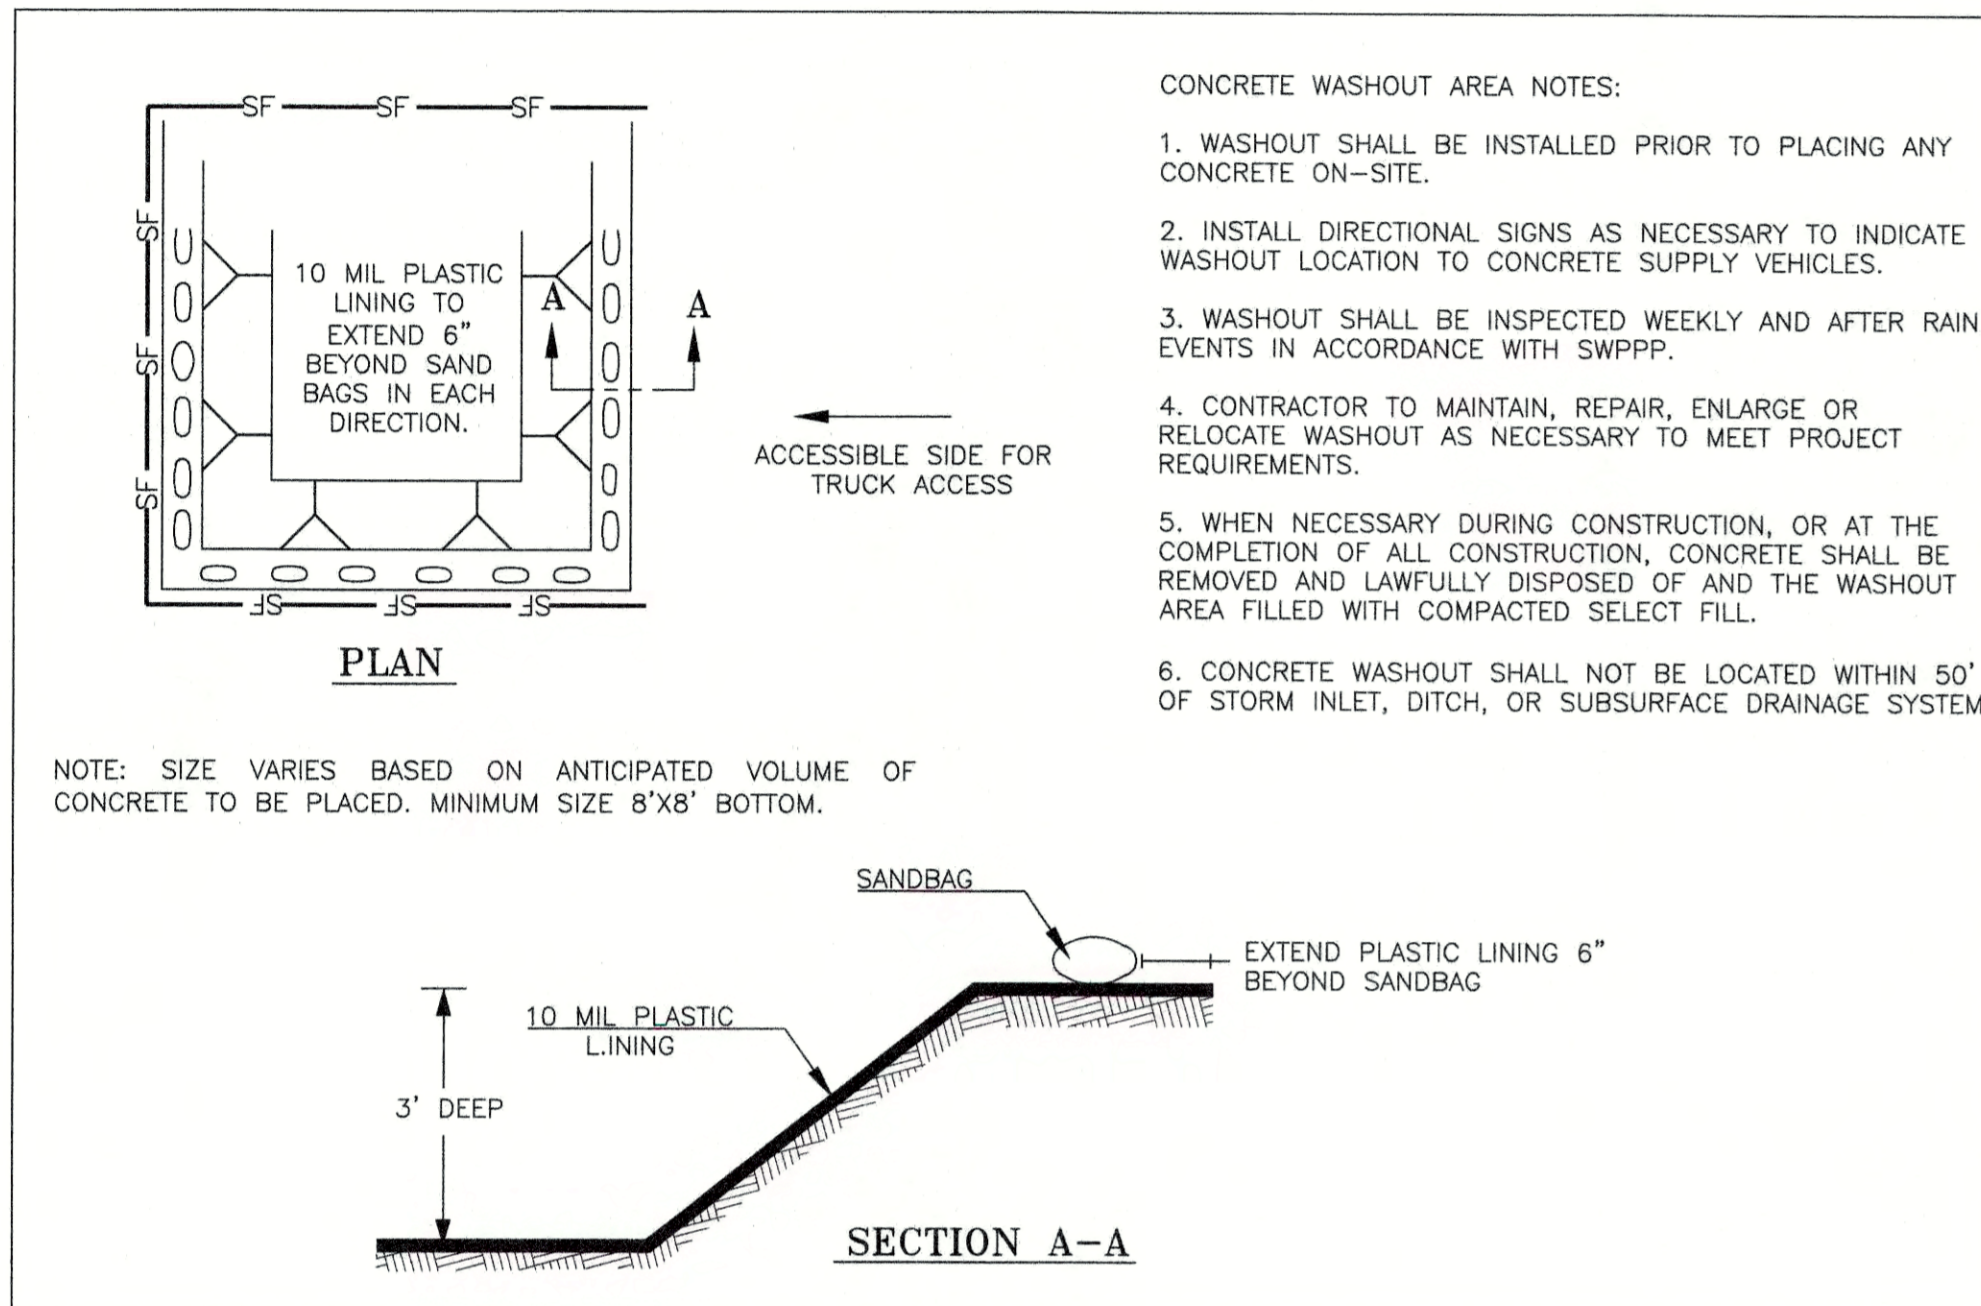 SF SF SF
SF
SF
SF
10 MIL PLASTIC
LINING TO
EXTEND 6"
BEYOND SAND
BAGS IN EACH
DIRECTION.
A A
SF SF SF
PLAN
ACCESSIBLE SIDE FOR
TRUCK ACCESS
CONCRETE WASHOUT AREA NOTES:
1. WASHOUT SHALL BE INSTALLED PRIOR TO PLACING ANY
CONCRETE ON-SITE.
2. INSTALL DIRECTIONAL SIGNS AS NECESSARY TO INDICATE
WASHOUT LOCATION TO CONCRETE SUPPLY VEHICLES.
3. WASHOUT SHALL BE INSPECTED WEEKLY AND AFTER RAIN
EVENTS IN ACCORDANCE WITH SWPPP.
4. CONTRACTOR TO MAINTAIN, REPAIR, ENLARGE OR
RELOCATE WASHOUT AS NECESSARY TO MEET PROJECT
REQUIREMENTS.
5. WHEN NECESSARY DURING CONSTRUCTION, OR AT THE
COMPLETION OF ALL CONSTRUCTION, CONCRETE SHALL BE
REMOVED AND LAWFULLY DISPOSED OF AND THE WASHOUT
AREA FILLED WITH COMPACTED SELECT FILL.
6. CONCRETE WASHOUT SHALL NOT BE LOCATED WITHIN 50'
OF STORM INLET, DITCH, OR SUBSURFACE DRAINAGE SYSTEM
NOTE: SIZE VARIES BASED ON ANTICIPATED VOLUME OF
CONCRETE TO BE PLACED. MINIMUM SIZE 8'X8' BOTTOM.
SANDBAG
EXTEND PLASTIC LINING 6"
BEYOND SANDBAG
10 MIL PLASTIC
L.INING
3' DEEP
SECTION A-A